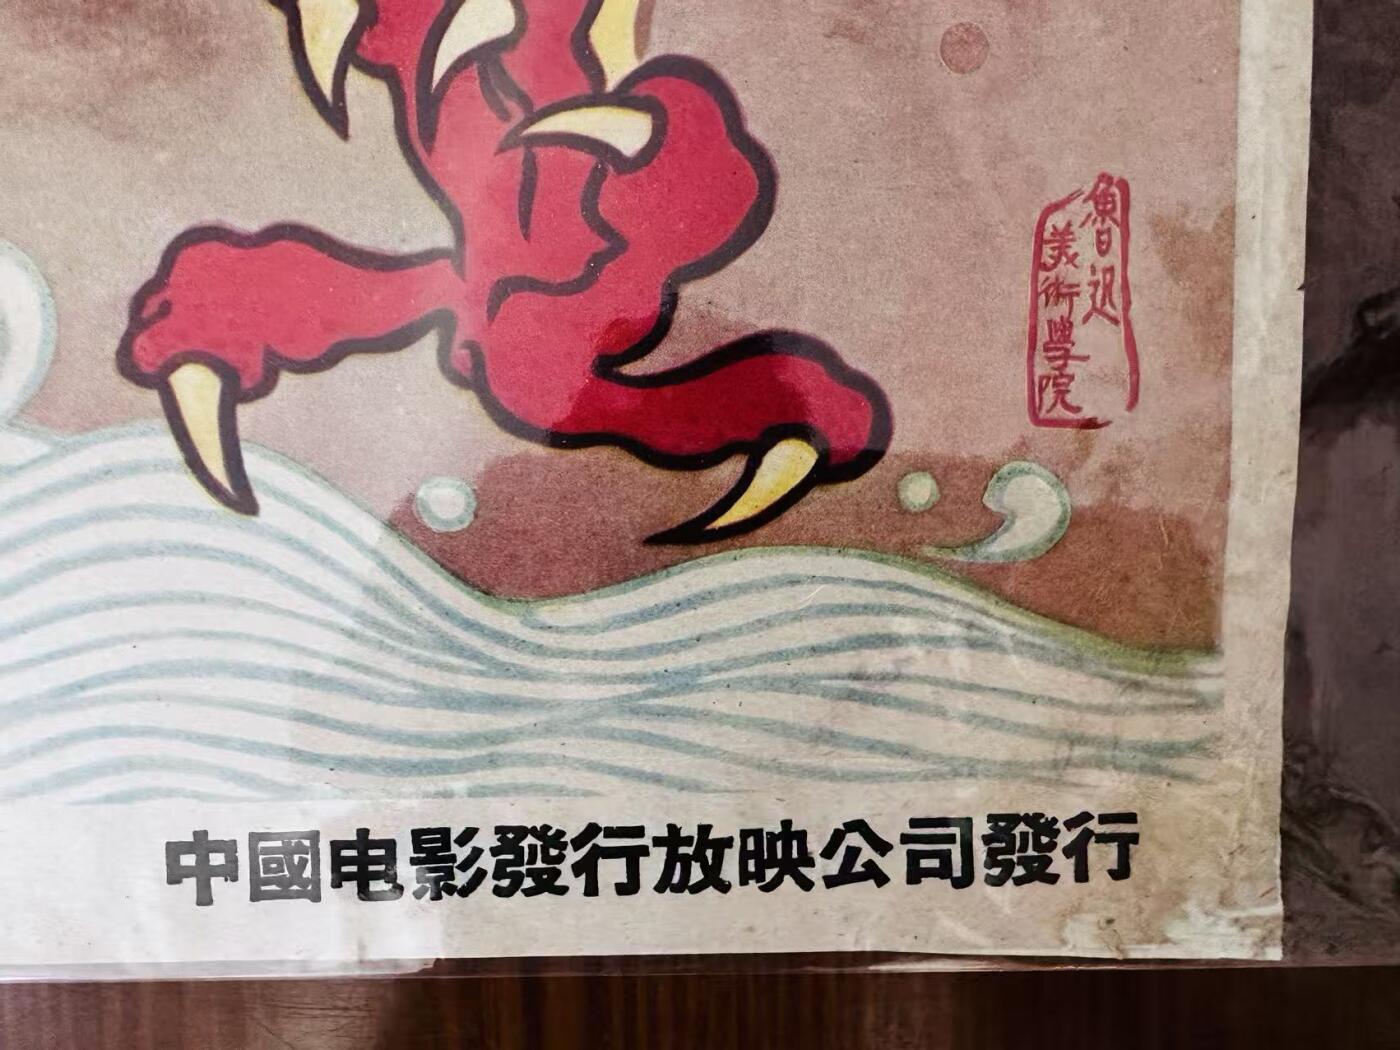 魯迅
美術學院
中國电影發行放映公司發行